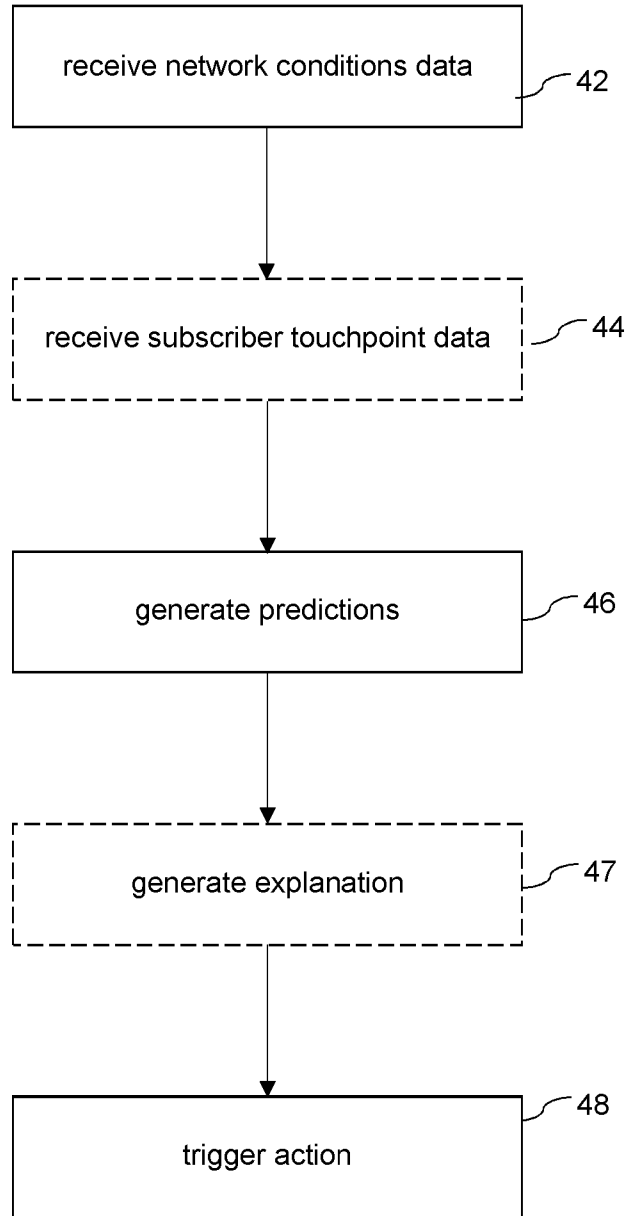 receive network conditions data
42
receive subscriber touchpoint data
44
generate predictions
46
generate explanation
47
trigger action
48